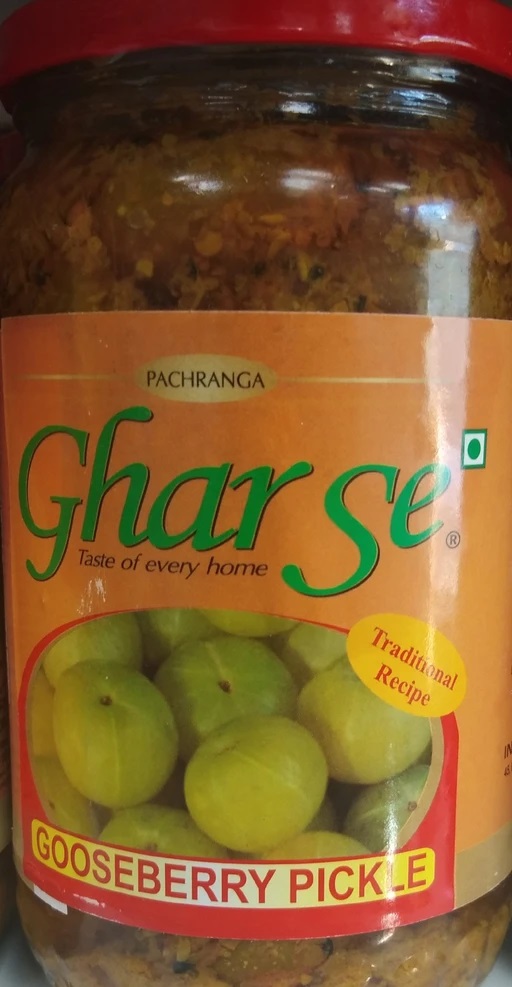 PACHRANGA
Ghar Se
®
Taste of every home
Traditional
Recipe
GOOSEBERRY PICKLE